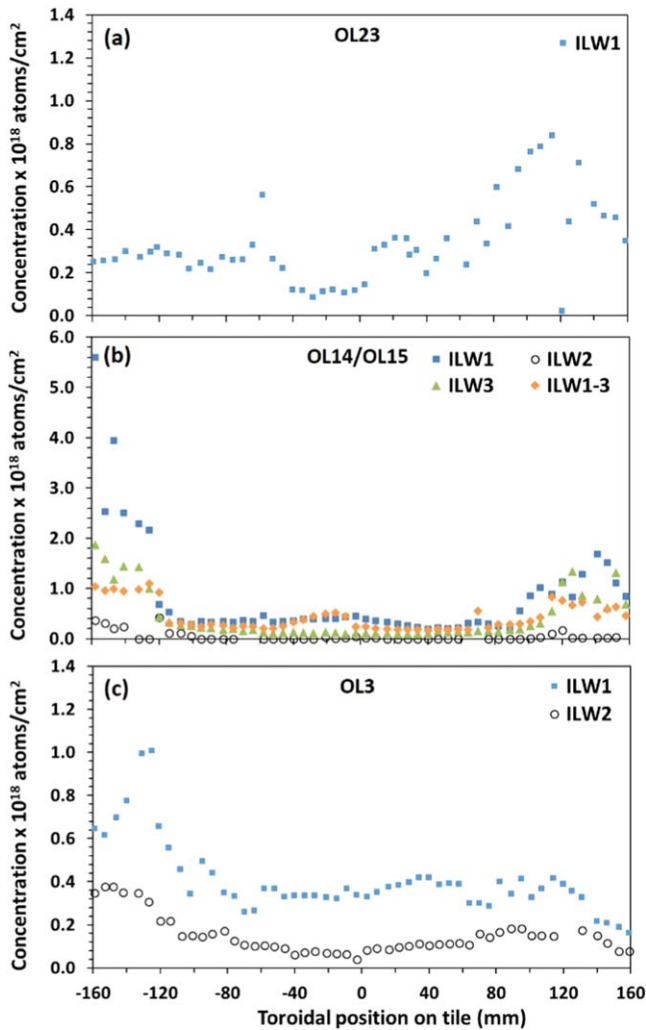 (a) OL23
ILW1
Concentration x 10¹⁸ atoms/cm²
1.4
1.2
1.0
0.8
0.6
0.4
0.2
0.0
(b) OL14/OL15
ILW1 ILW2
ILW3 ILW1-3
Concentration x 10¹⁸ atoms/cm²
6.0
5.0
4.0
3.0
2.0
1.0
0.0
(c) OL3
ILW1
ILW2
Concentration x 10¹⁸ atoms/cm²
1.4
1.2
1.0
0.8
0.6
0.4
0.2
0.0
-160 -120 -80 -40 0 40 80 120 160
Toroidal position on tile (mm)